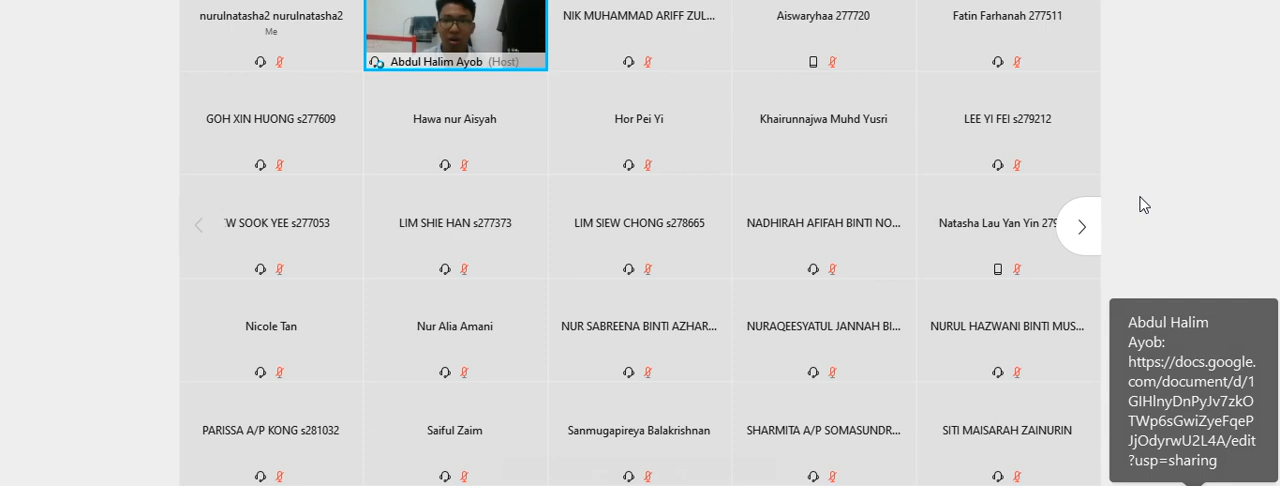 nurulnatasha2 nurulnatasha2
Me
Abdul Halim Ayob (Host)
NIK MUHAMMAD ARIFF ZUL...
Aiswaryhaa 277720
Fatin Farhanah 277511
GOH XIN HUONG s277609
Hawa nur Aisyah
Hor Pei Yi
Khairunnajwa Muhd Yusri
LEE YI FEI s279212
SOOK YEE s277053
LIM SHIE HAN s277373
LIM SIEW CHONG s278665
NADHIRAH AFIFAH BINTI NO...
Natasha Lau Yan Yin 279
Nicole Tan
Nur Alia Amani
NUR SABREENA BINTI AZHAR...
NURAQEESYATUL JANNAH BI...
NURUL HAZWANI BINTI MUS...
PARISSA A/P KONG s281032
Saiful Zaim
Sanmugapireya Balakrishnan
SHARMITA A/P SOMASUNDR...
SITI MAISARAH ZAINURIN
Abdul Halim
Ayob:
https://docs.google.
com/document/d/1
GIHlnyDnPyJv7zkO
TWp6sGwiZyeFqeP
JjOdyrwU2L4A/edit
?usp=sharing